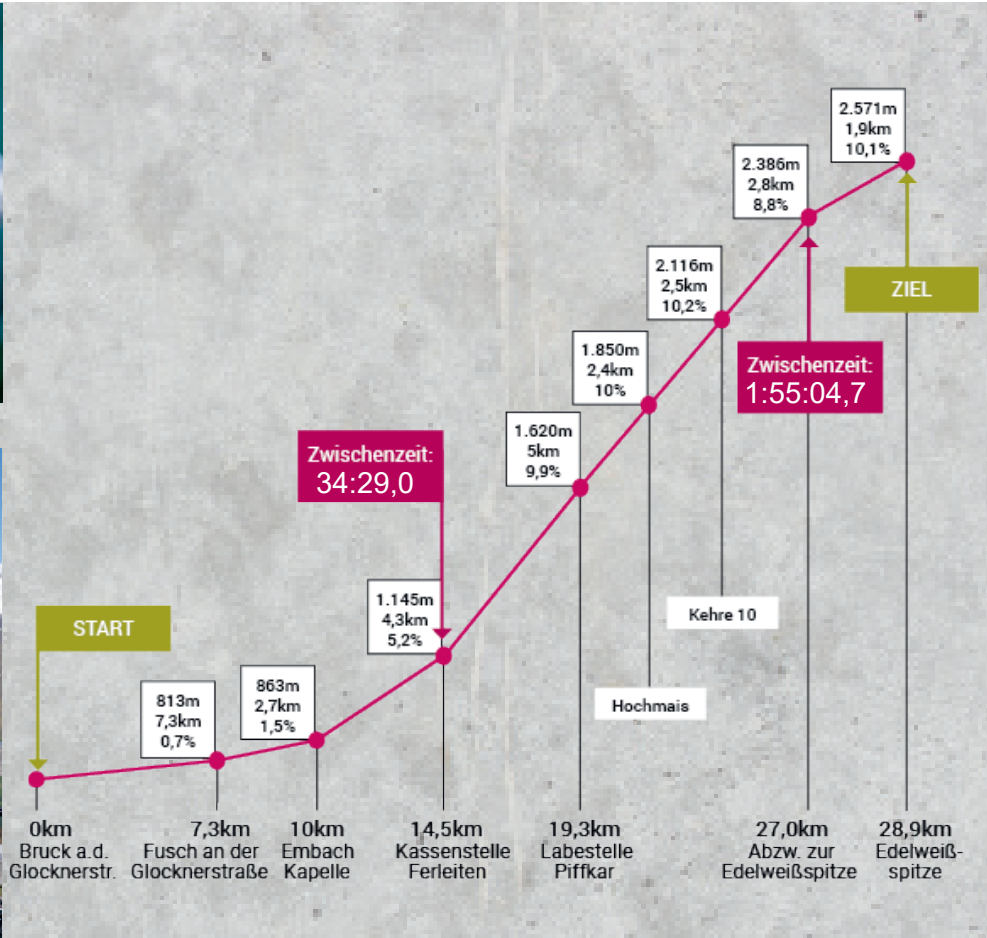 2.571m
1,9km
10,1%
2.386m
2,8km
8,8%
2.116m
2,5km
10,2%
ZIEL
1.850m
2,4km
10%
Zwischenzeit:
1:55:04,7
1.620m
5km
9,9%
Zwischenzeit:
34:29,0
1.145m
4,3km
5,2%
Kehre 10
START
813m
7,3km
0,7%
863m
2,7km
1,5%
Hochmais
0km
Bruck a.d.
Glocknerstr.
7,3km
Fusch an der
Glocknerstraße
10km
Embach
Kapelle
14,5km
Kassenstelle
Ferleiten
19,3km
Labestelle
Piffkar
27,0km
Abzw. zur
Edelweißspitze
28,9km
Edelweiß-
spitze